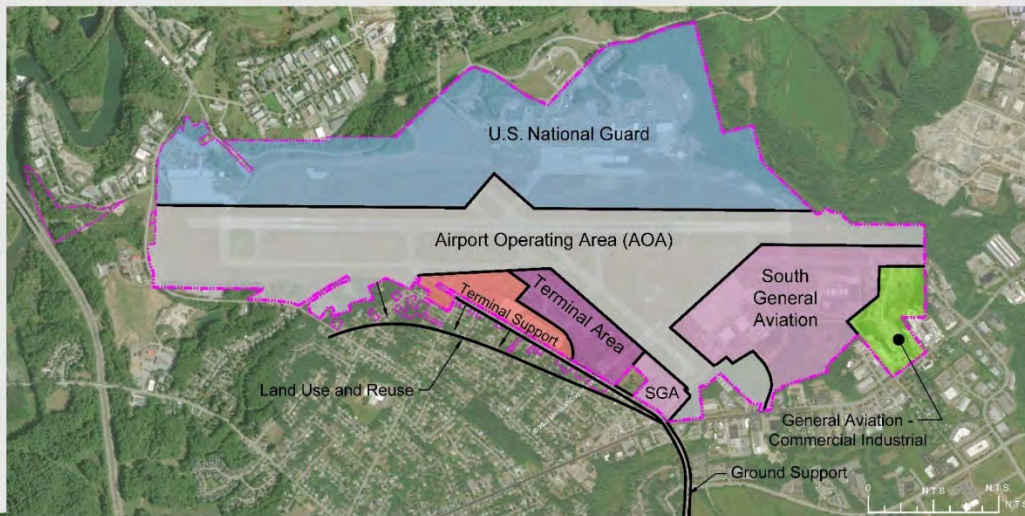 U.S. National Guard
Airport Operating Area (AOA)
South
General
Aviation
Terminal Support
Terminal Area
SGA
Land Use and Reuse
General Aviation -
Commercial Industrial
Ground Support
0 N.T.S. N.T.S.
N.T.S.